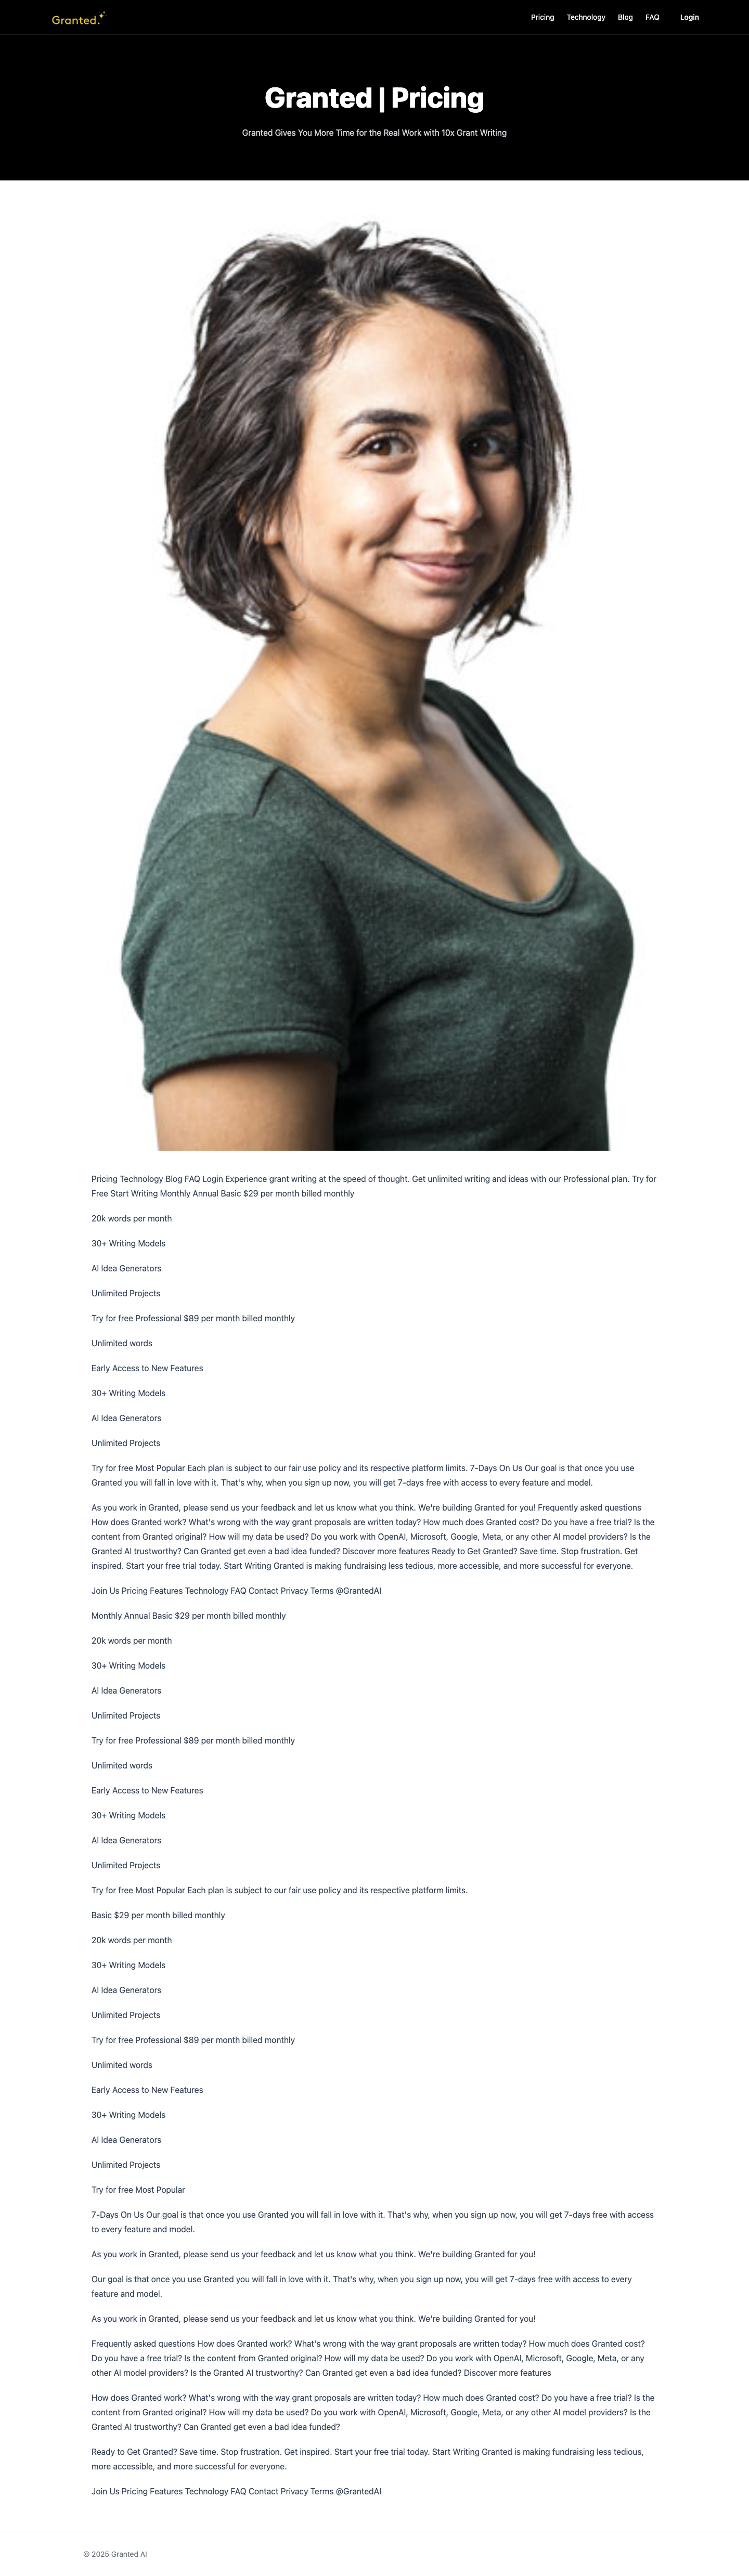 Granted
Pricing Technology Blog FAQ Login
Granted | Pricing
Granted Gives You More Time for the Real Work with 10x Grant Writing
Pricing Technology Blog FAQ Login Experience grant writing at the speed of thought. Get unlimited writing and ideas with our Professional plan. Try for
Free Start Writing Monthly Annual Basic $29 per month billed monthly
20k words per month
30+ Writing Models
AI Idea Generators
Unlimited Projects
Try for free Professional $89 per month billed monthly
Unlimited words
Early Access to New Features
30+ Writing Models
AI Idea Generators
Unlimited Projects
Try for free Most Popular Each plan is subject to our fair use policy and its respective platform limits. 7-Days On Us Our goal is that once you use
Granted you will fall in love with it. That's why, when you sign up now, you will get 7-days free with access to every feature and model.
As you work in Granted, please send us your feedback and let us know what you think. We're building Granted for you! Frequently asked questions
How does Granted work? What's wrong with the way grant proposals are written today? How much does Granted cost? Do you have a free trial? Is the
content from Granted original? How will my data be used? Do you work with OpenAI, Microsoft, Google, Meta, or any other AI model providers? Is the
Granted AI trustworthy? Can Granted get even a bad idea funded? Discover more features Ready to Get Granted? Save time. Stop frustration. Get
inspired. Start your free trial today. Start Writing Granted is making fundraising less tedious, more accessible, and more successful for everyone.
Join Us Pricing Features Technology FAQ Contact Privacy Terms @GrantedAI
Monthly Annual Basic $29 per month billed monthly
20k words per month
30+ Writing Models
AI Idea Generators
Unlimited Projects
Try for free Professional $89 per month billed monthly
Unlimited words
Early Access to New Features
30+ Writing Models
AI Idea Generators
Unlimited Projects
Try for free Most Popular Each plan is subject to our fair use policy and its respective platform limits.
Basic $29 per month billed monthly
20k words per month
30+ Writing Models
AI Idea Generators
Unlimited Projects
Try for free Professional $89 per month billed monthly
Unlimited words
Early Access to New Features
30+ Writing Models
AI Idea Generators
Unlimited Projects
Try for free Most Popular
7-Days On Us Our goal is that once you use Granted you will fall in love with it. That's why, when you sign up now, you will get 7-days free with access
to every feature and model.
As you work in Granted, please send us your feedback and let us know what you think. We're building Granted for you!
Our goal is that once you use Granted you will fall in love with it. That's why, when you sign up now, you will get 7-days free with access to every
feature and model.
As you work in Granted, please send us your feedback and let us know what you think. We're building Granted for you!
Frequently asked questions How does Granted work? What's wrong with the way grant proposals are written today? How much does Granted cost?
Do you have a free trial? Is the content from Granted original? How will my data be used? Do you work with OpenAI, Microsoft, Google, Meta, or any
other AI model providers? Is the Granted AI trustworthy? Can Granted get even a bad idea funded? Discover more features
How does Granted work? What's wrong with the way grant proposals are written today? How much does Granted cost? Do you have a free trial? Is the
content from Granted original? How will my data be used? Do you work with OpenAI, Microsoft, Google, Meta, or any other AI model providers? Is the
Granted AI trustworthy? Can Granted get even a bad idea funded?
Ready to Get Granted? Save time. Stop frustration. Get inspired. Start your free trial today. Start Writing Granted is making fundraising less tedious,
more accessible, and more successful for everyone.
Join Us Pricing Features Technology FAQ Contact Privacy Terms @GrantedAI
© 2025 Granted AI